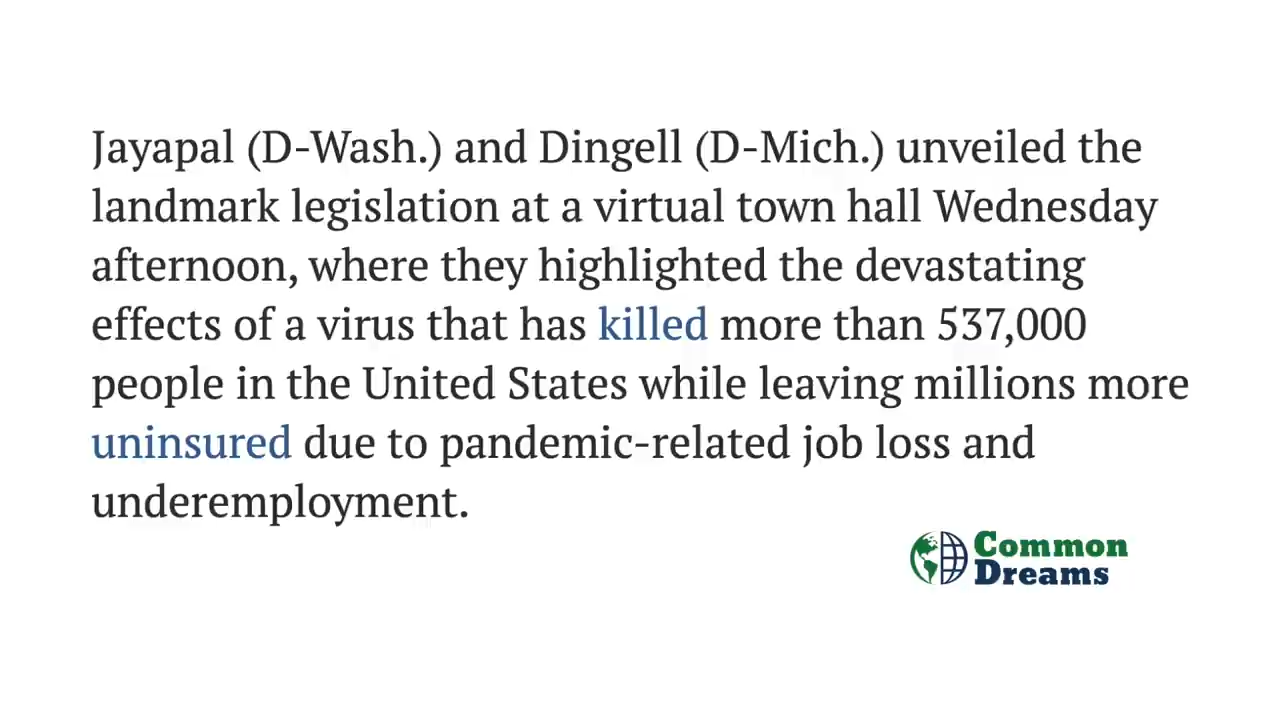 Jayapal (D-Wash.) and Dingell (D-Mich.) unveiled the
landmark legislation at a virtual town hall Wednesday
afternoon, where they highlighted the devastating
effects of a virus that has killed more than 537,000
people in the United States while leaving millions more
uninsured due to pandemic-related job loss and
underemployment.
Common
Dreams